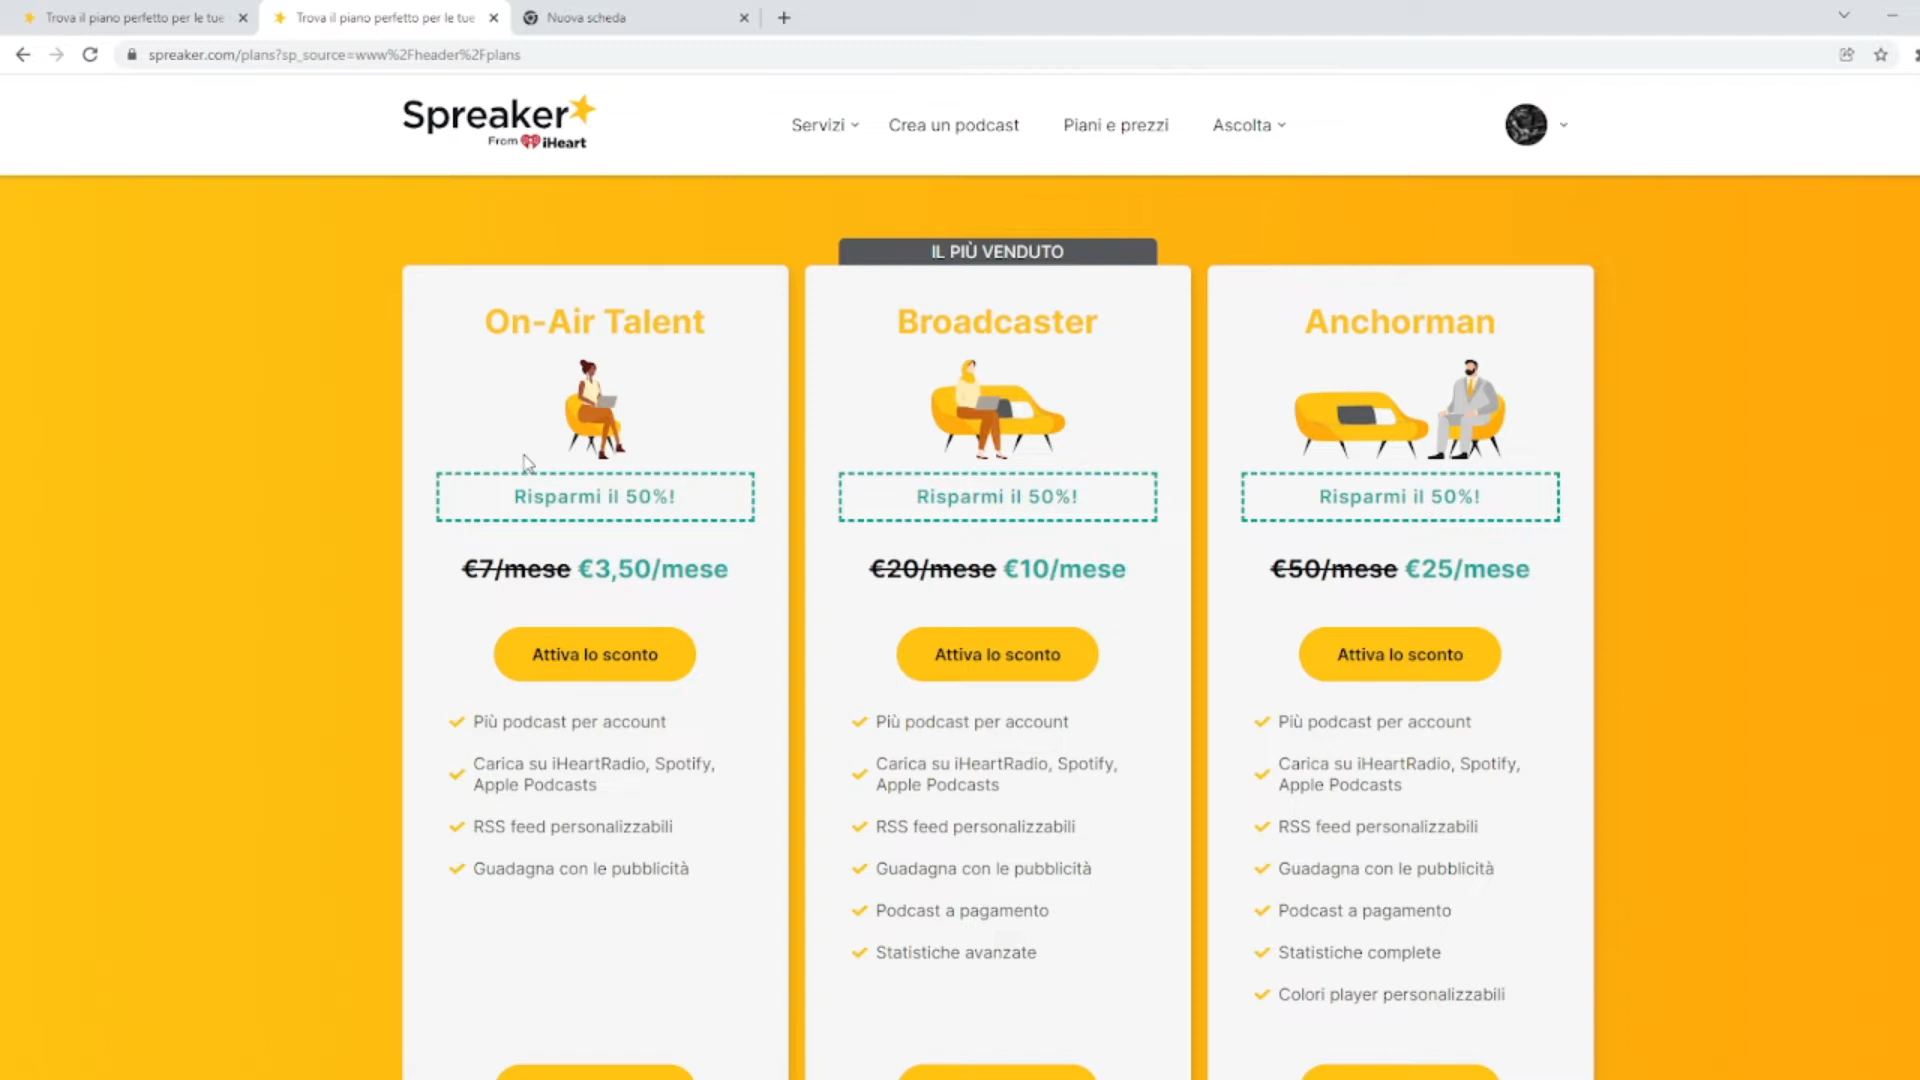 Trova il piano perfetto per le tue
Trova il piano perfetto per le tue
Nuova scheda
spreaker.com/plans?sp_source=www%2Fheader%2Fplans
Spreaker
From iHeart
Servizi
Crea un podcast
Piani e prezzi
Ascolta
IL PIÙ VENDUTO
On-Air Talent
Risparmi il 50%!
€7/mese €3,50/mese
Attiva lo sconto
Più podcast per account
Carica su iHeartRadio, Spotify,
Apple Podcasts
RSS feed personalizzabili
Guadagna con le pubblicità
Broadcaster
Risparmi il 50%!
€20/mese €10/mese
Attiva lo sconto
Più podcast per account
Carica su iHeartRadio, Spotify,
Apple Podcasts
RSS feed personalizzabili
Guadagna con le pubblicità
Podcast a pagamento
Statistiche avanzate
Anchorman
Risparmi il 50%!
€50/mese €25/mese
Attiva lo sconto
Più podcast per account
Carica su iHeartRadio, Spotify,
Apple Podcasts
RSS feed personalizzabili
Guadagna con le pubblicità
Podcast a pagamento
Statistiche complete
Colori player personalizzabili